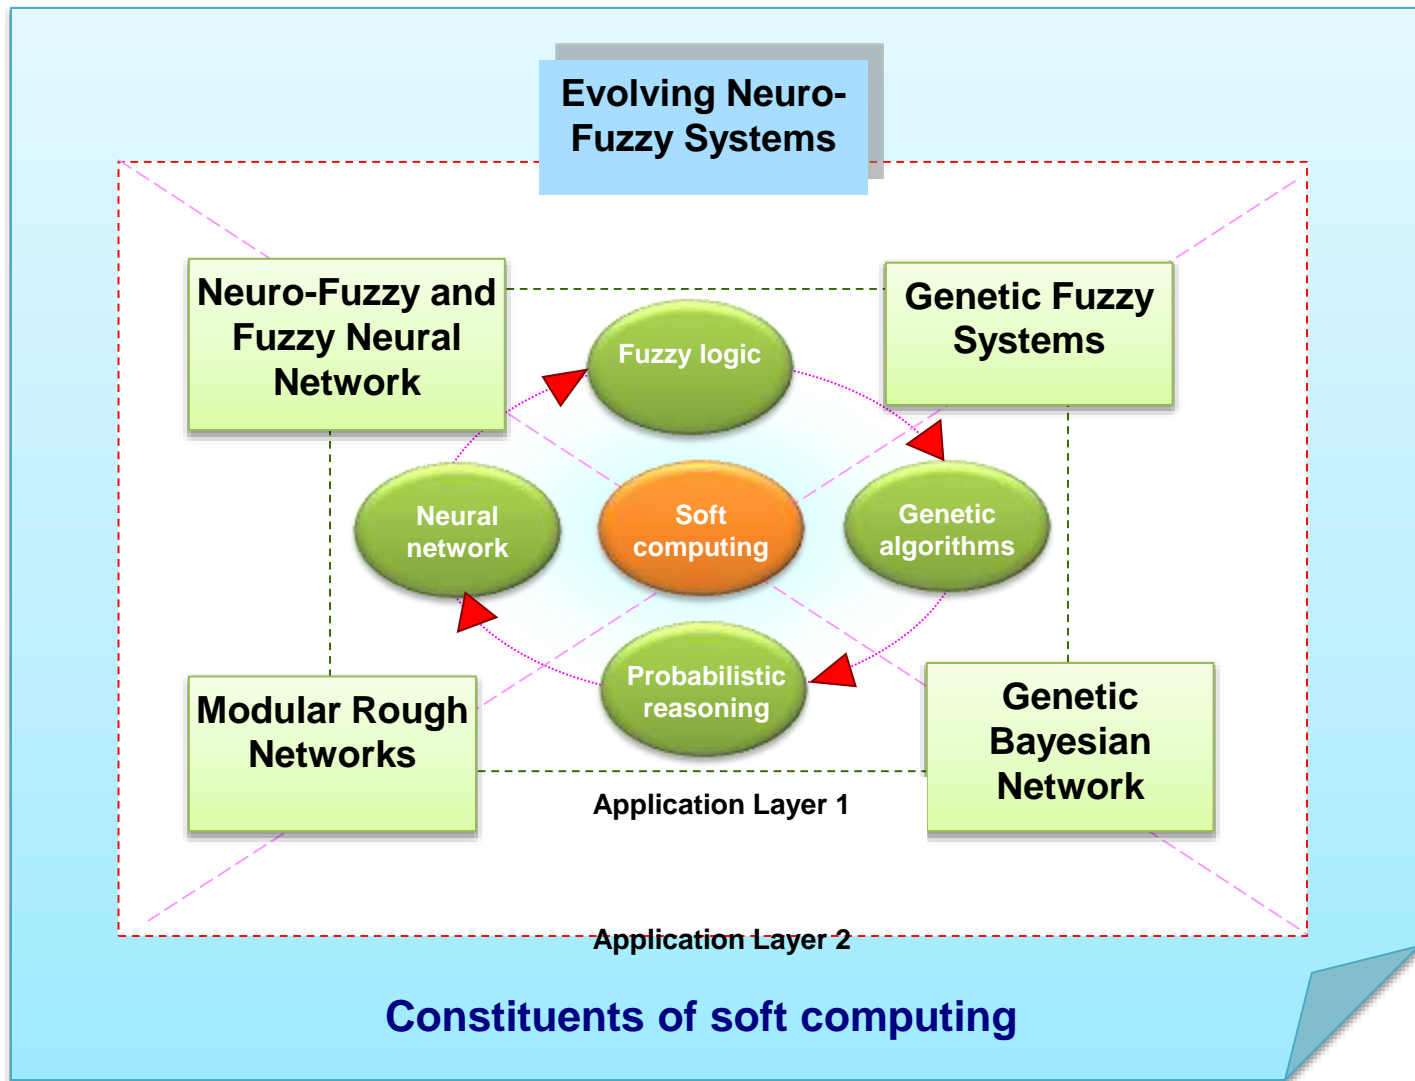 Evolving Neuro-
Fuzzy Systems
Neuro-Fuzzy and
Fuzzy Neural
Network
Genetic Fuzzy
Systems
Fuzzy logic
Neural
network
Soft
computing
Genetic
algorithms
Probabilistic
reasoning
Modular Rough
Networks
Genetic
Bayesian
Network
Application Layer 1
Application Layer 2
Constituents of soft computing